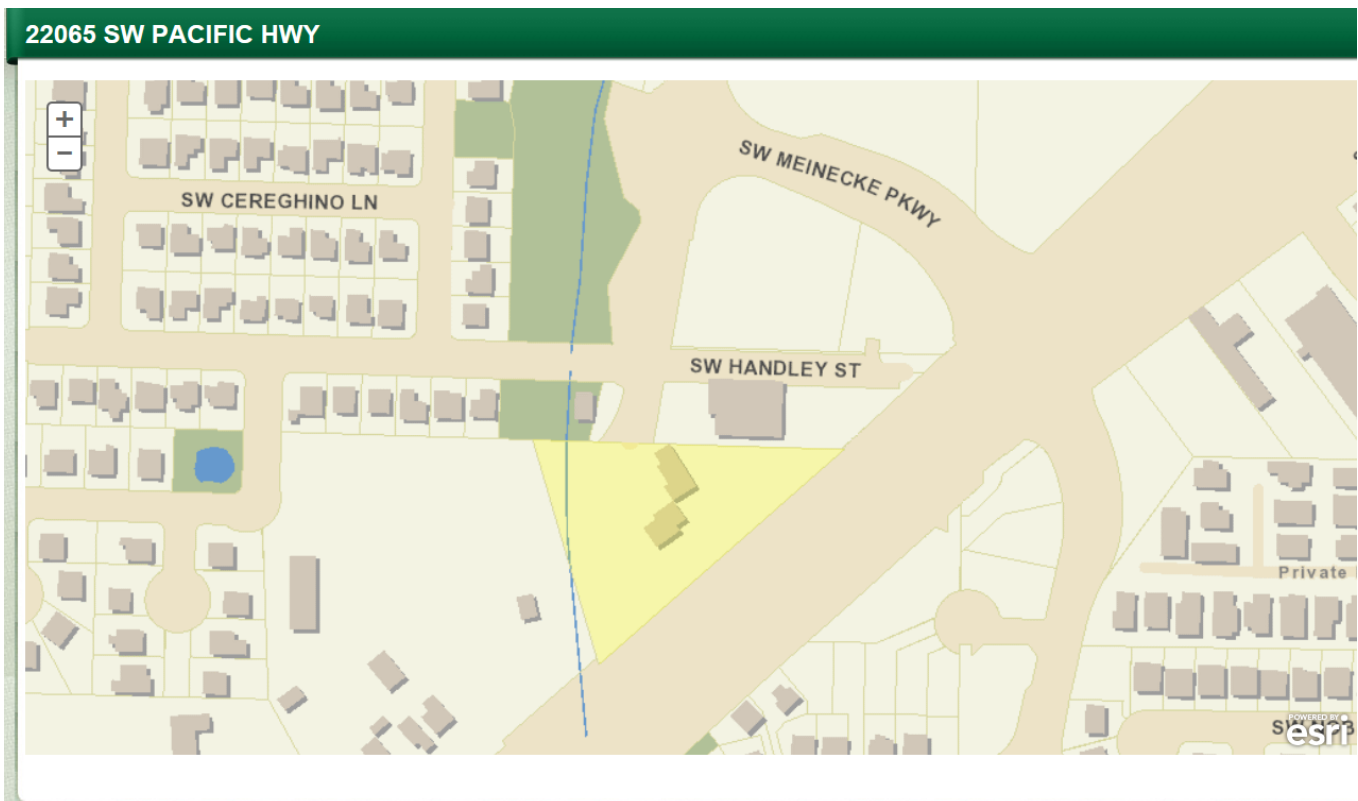 22065 SW PACIFIC HWY
+
−
SW MEINECKE PKWY
SW CEREGHINO LN
SW HANDLEY ST
Private
POWERED BY
esri